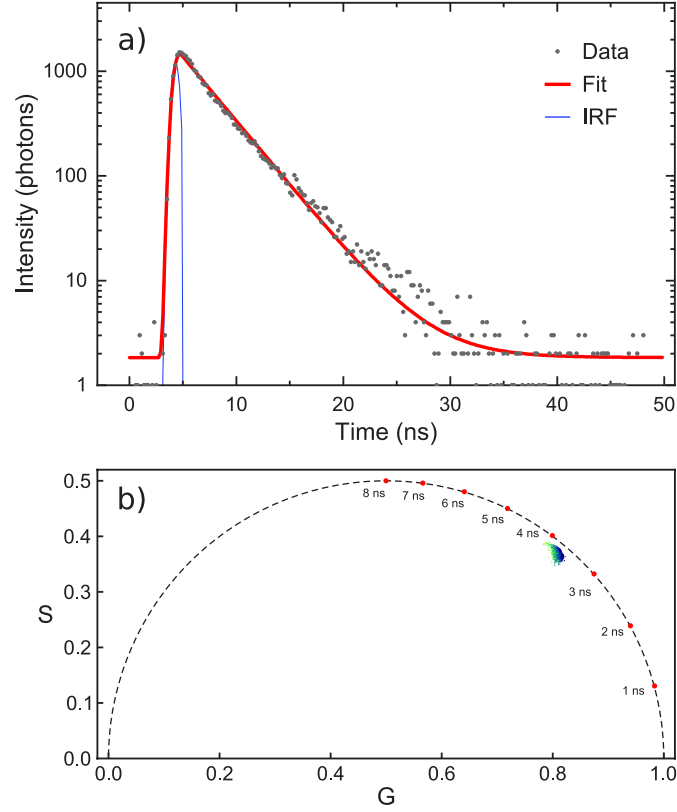 a)
Data
Fit
IRF
Intensity (photons)
1000
100
10
1
0 10 20 30 40 50
Time (ns)
b)
S
0.5
0.4
0.3
0.2
0.1
0.0
8 ns
7 ns
6 ns
5 ns
4 ns
3 ns
2 ns
1 ns
0.0 0.2 0.4 0.6 0.8 1.0
G